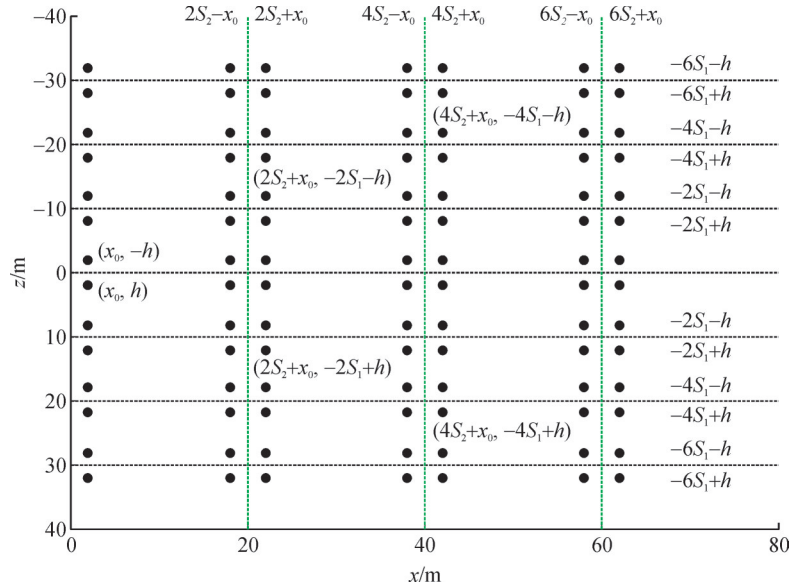 2S₂−x₀ 2S₂+x₀ 4S₂−x₀ 4S₂+x₀ 6S₂−x₀ 6S₂+x₀
−40
−6S₁−h
−30
−6S₁+h
(4S₂+x₀, −4S₁−h)
−4S₁−h
−20
−4S₁+h
(2S₂+x₀, −2S₁−h)
−2S₁−h
−10
−2S₁+h
(x₀, −h)
z/m
0
(x₀, h)
−2S₁−h
10
−2S₁+h
(2S₂+x₀, −2S₁+h)
−4S₁−h
20
−4S₁+h
(4S₂+x₀, −4S₁+h)
−6S₁−h
30
−6S₁+h
40
0 20 40 60 80
x/m